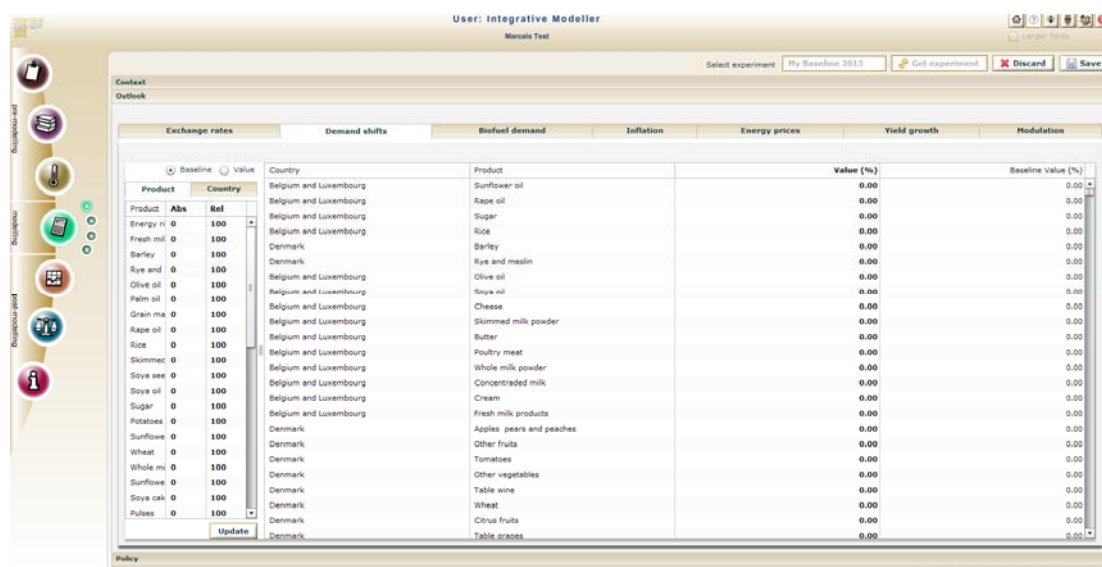 User: Integrative Modeller
Marcels Test
Larger fonts
Select experiment My Baseline 2013 Get experiment Discard Save
Context
Outlook
Exchange rates Demand shifts Biofuel demand Inflation Energy prices Yield growth Modulation
Baseline Value Country Product Value (%) Baseline Value (%)
Product Country
Product Abs Rel
Energy ri 0 100
Fresh mil 0 100
Barley 0 100
Rye and 0 100
Olive oil 0 100
Palm oil 0 100
Grain ma 0 100
Rape oil 0 100
Rice 0 100
Skimmed 0 100
Soya see 0 100
Soya oil 0 100
Sugar 0 100
Potatoes 0 100
Sunflowe 0 100
Wheat 0 100
Whole mi 0 100
Sunflowe 0 100
Soya cak 0 100
Pulses 0 100
Update
Belgium and Luxembourg Sunflower oil 0.00 0.00
Belgium and Luxembourg Rape oil 0.00 0.00
Belgium and Luxembourg Sugar 0.00 0.00
Belgium and Luxembourg Rice 0.00 0.00
Denmark Barley 0.00 0.00
Denmark Rye and meslin 0.00 0.00
Belgium and Luxembourg Olive oil 0.00 0.00
Belgium and Luxembourg Soya oil 0.00 0.00
Belgium and Luxembourg Cheese 0.00 0.00
Belgium and Luxembourg Skimmed milk powder 0.00 0.00
Belgium and Luxembourg Butter 0.00 0.00
Belgium and Luxembourg Poultry meat 0.00 0.00
Belgium and Luxembourg Whole milk powder 0.00 0.00
Belgium and Luxembourg Concentraded milk 0.00 0.00
Belgium and Luxembourg Cream 0.00 0.00
Belgium and Luxembourg Fresh milk products 0.00 0.00
Denmark Apples pears and peaches 0.00 0.00
Denmark Other fruits 0.00 0.00
Denmark Tomatoes 0.00 0.00
Denmark Other vegetables 0.00 0.00
Denmark Table wine 0.00 0.00
Denmark Wheat 0.00 0.00
Denmark Citrus fruits 0.00 0.00
Denmark Table grapes 0.00 0.00
Policy
pre-modelling
modelling
post-modelling